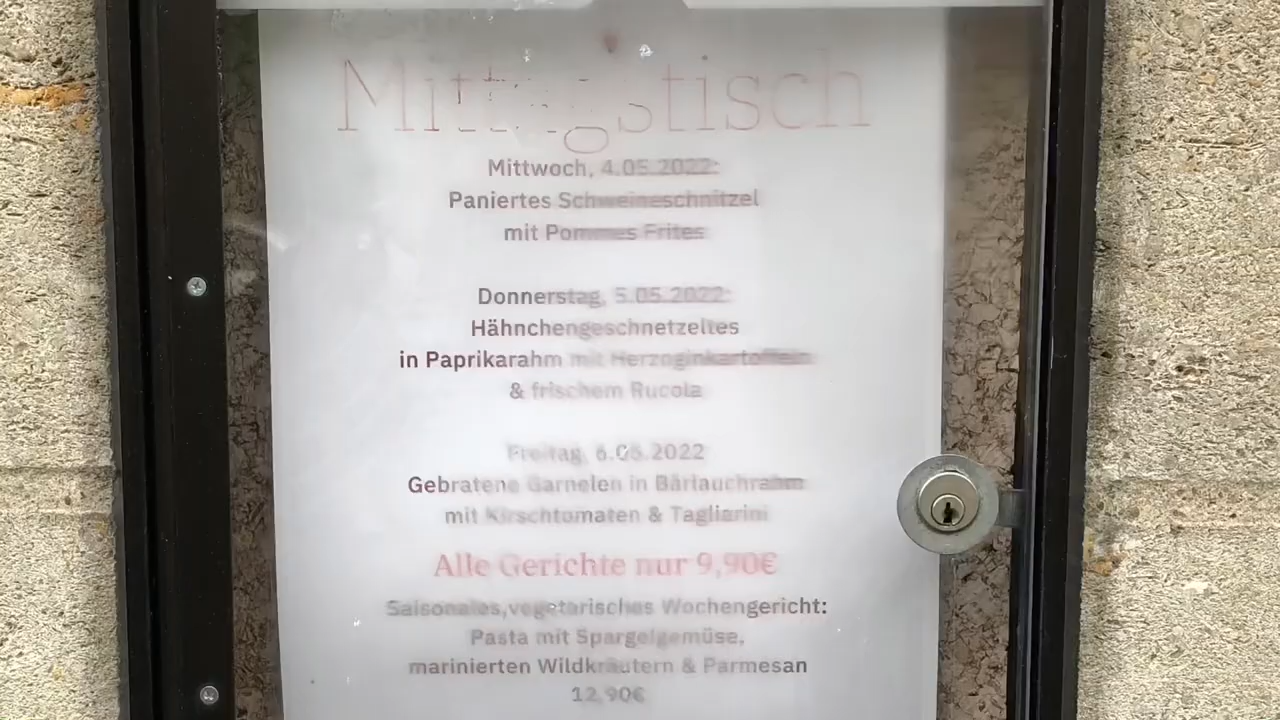 Mittagstisch
Mittwoch, 4.05.2022:
Paniertes Schweineschnitzel
mit Pommes Frites
Donnerstag, 5.05.2022:
Hähnchengeschnetzeltes
in Paprikarahm mit Herzoginkartoffeln
& frischem Rucola
Freitag, 6.05.2022
Gebratene Garnelen in Bärlauchrahm
mit Kirschtomaten & Tagliarini
Alle Gerichte nur 9,90€
Saisonales,vegetarisches Wochengericht:
Pasta mit Spargelgemüse,
marinierten Wildkräutern & Parmesan
12,90€